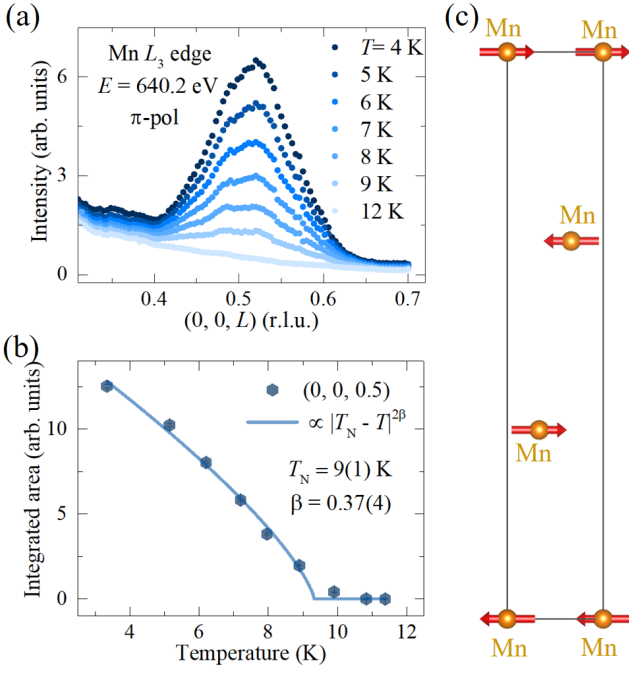 (a)
Mn L₃ edge
E = 640.2 eV
π-pol
T= 4 K
5 K
6 K
7 K
8 K
9 K
12 K
6
3
0
Intensity (arb. units)
0.4 0.5 0.6 0.7
(0, 0, L) (r.l.u.)
(b)
(0, 0, 0.5)
∝ |T_N - T|^{2β}
T_N = 9(1) K
β = 0.37(4)
10
5
0
Integrated area (arb. units)
4 6 8 10 12
Temperature (K)
(c)
Mn Mn
Mn
Mn
Mn Mn